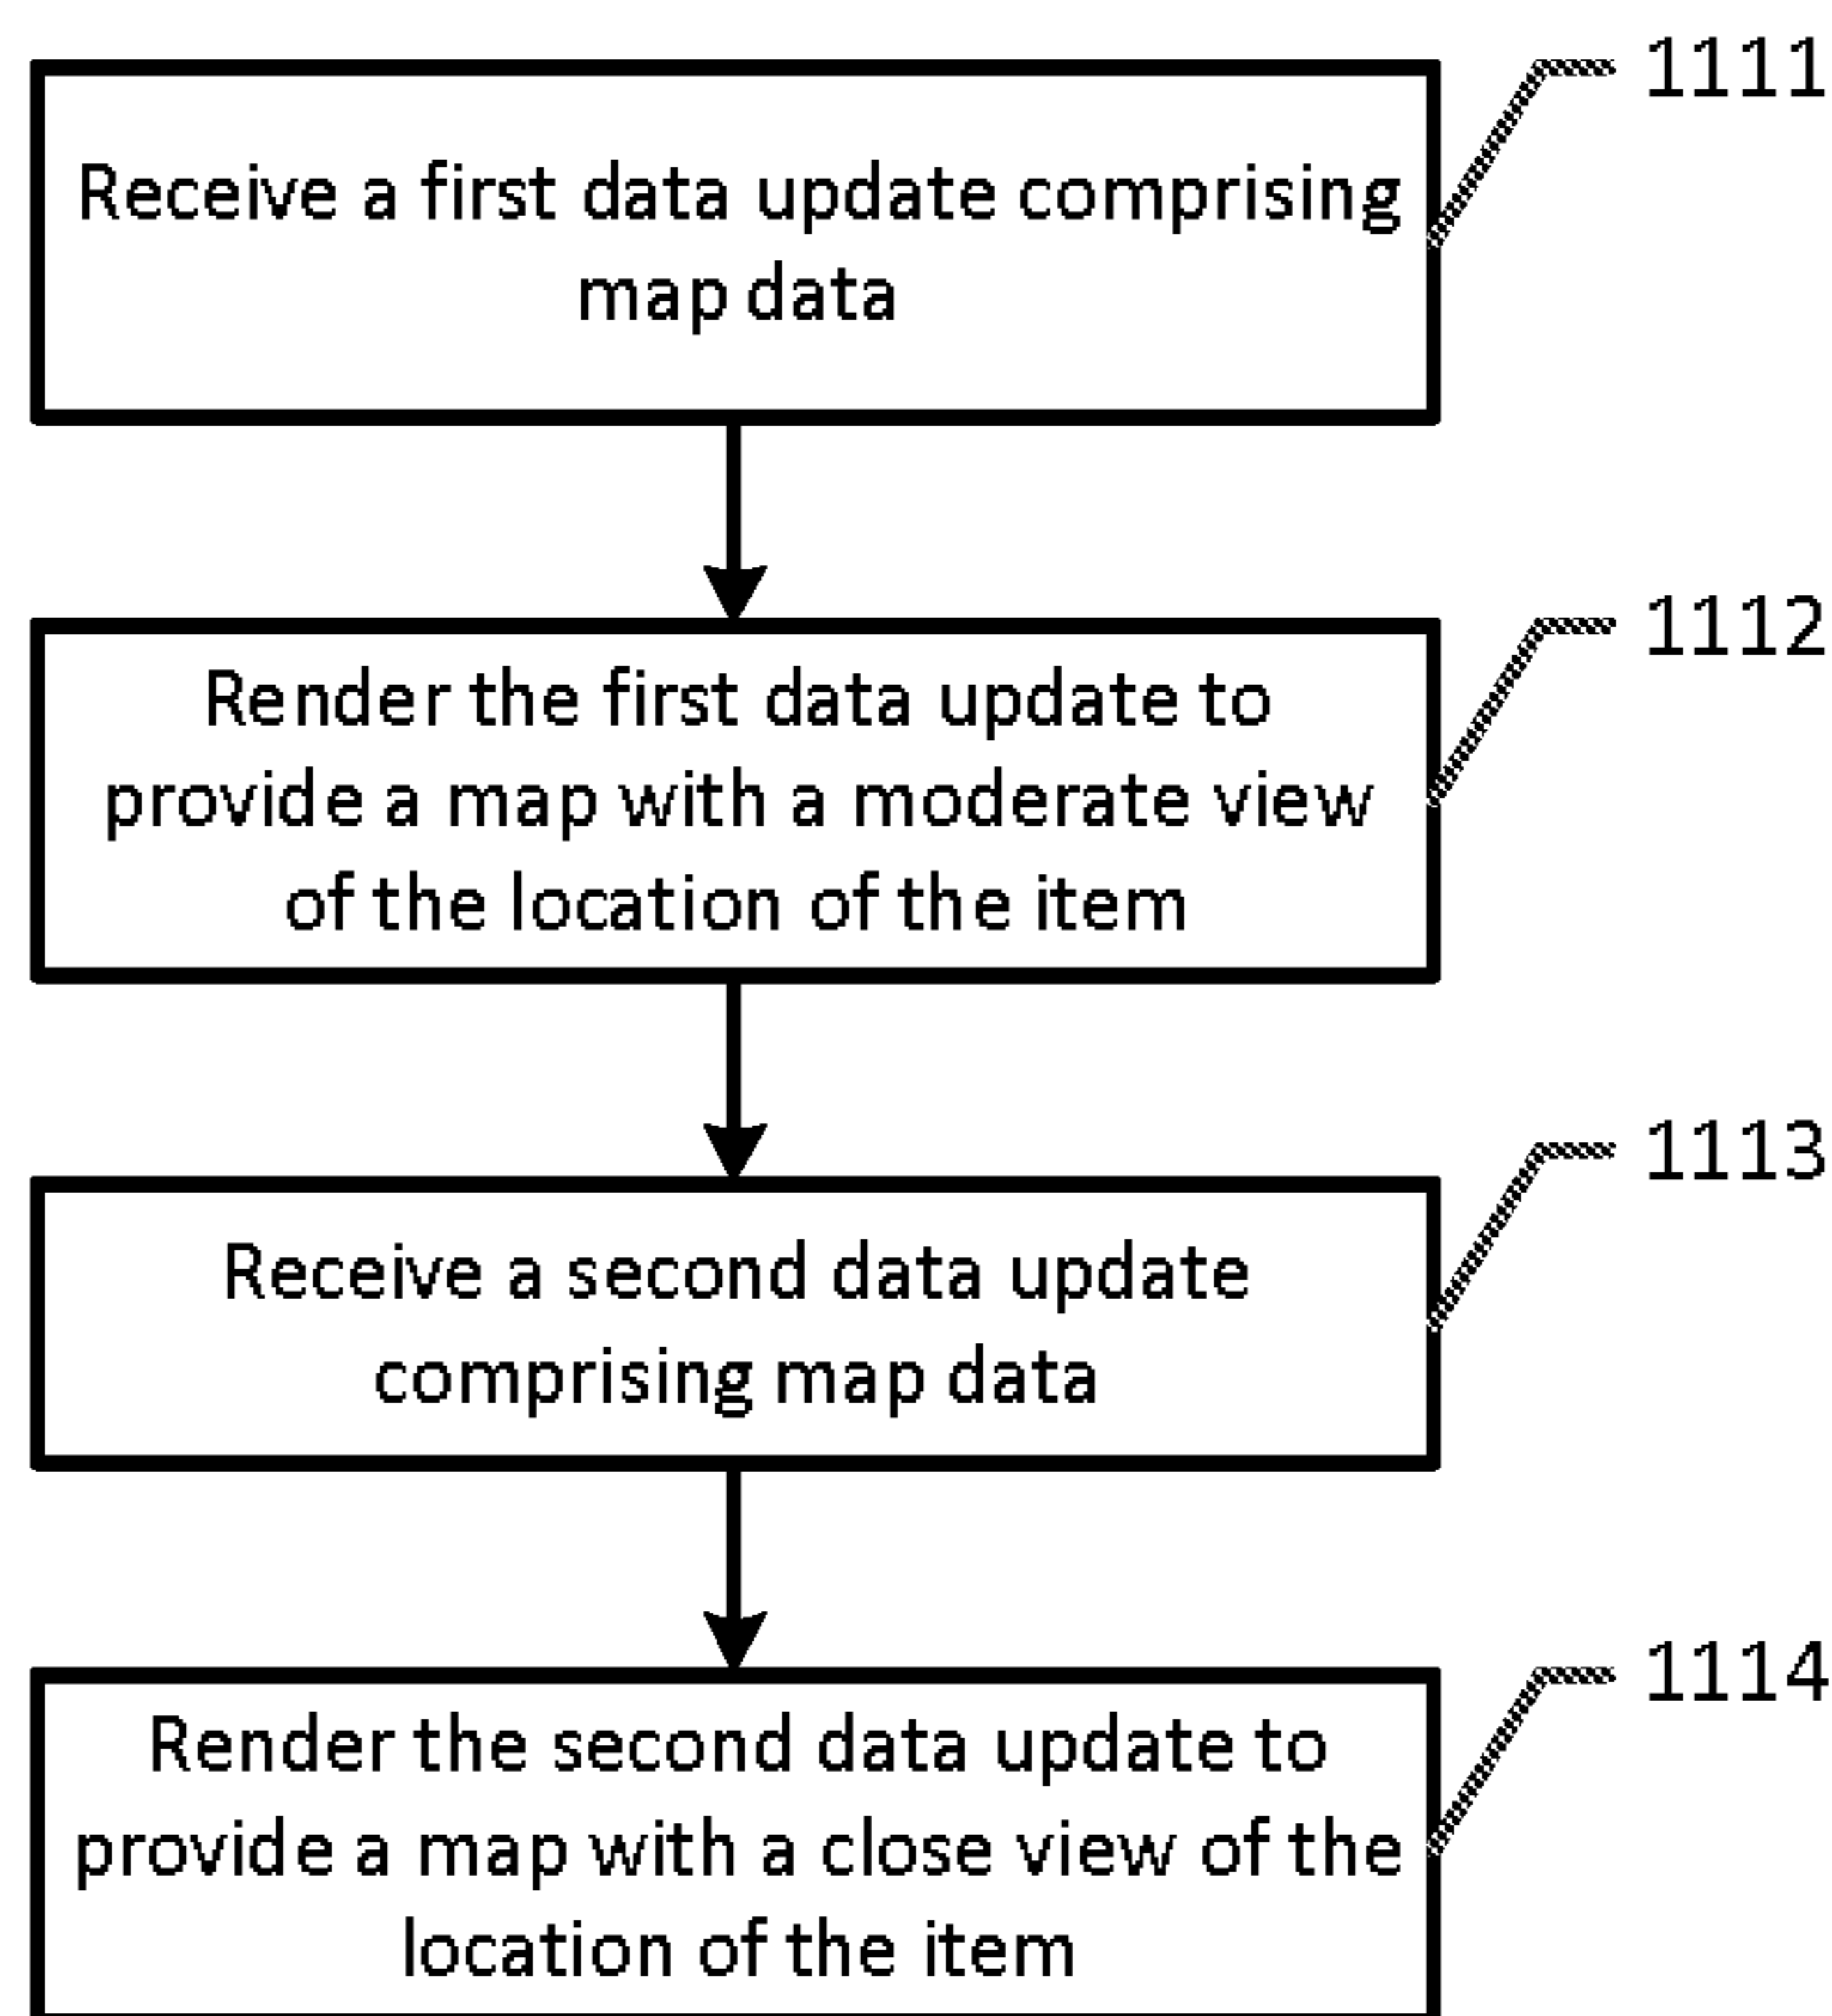 1111
Receive a first data update comprising
map data
1112
Render the first data update to
provide a map with a moderate view
of the location of the item
1113
Receive a second data update
comprising map data
1114
Render the second data update to
provide a map with a close view of the
location of the item